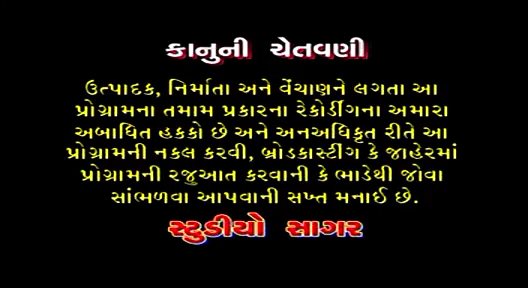 કાનુની ચેતવણી
ઉત્પાદક, નિર્માતા અને વેંચાણને લગતા આ
પ્રોગ્રામના તમામ પ્રકારના રેકોર્ડીંગના અમારા
અબાધિત હકકો છે અને અનઅધિકૃત રીતે આ
પ્રોગ્રામની નકલ કરવી, બ્રોડકાસ્ટીંગ કે જાહેરમાં
પ્રોગ્રામની રજુઆત કરવાની કે ભાડેથી જોવા
સાંભળવા આપવાની સખ્ત મનાઈ છે.
સ્ટુડીયો સાગર